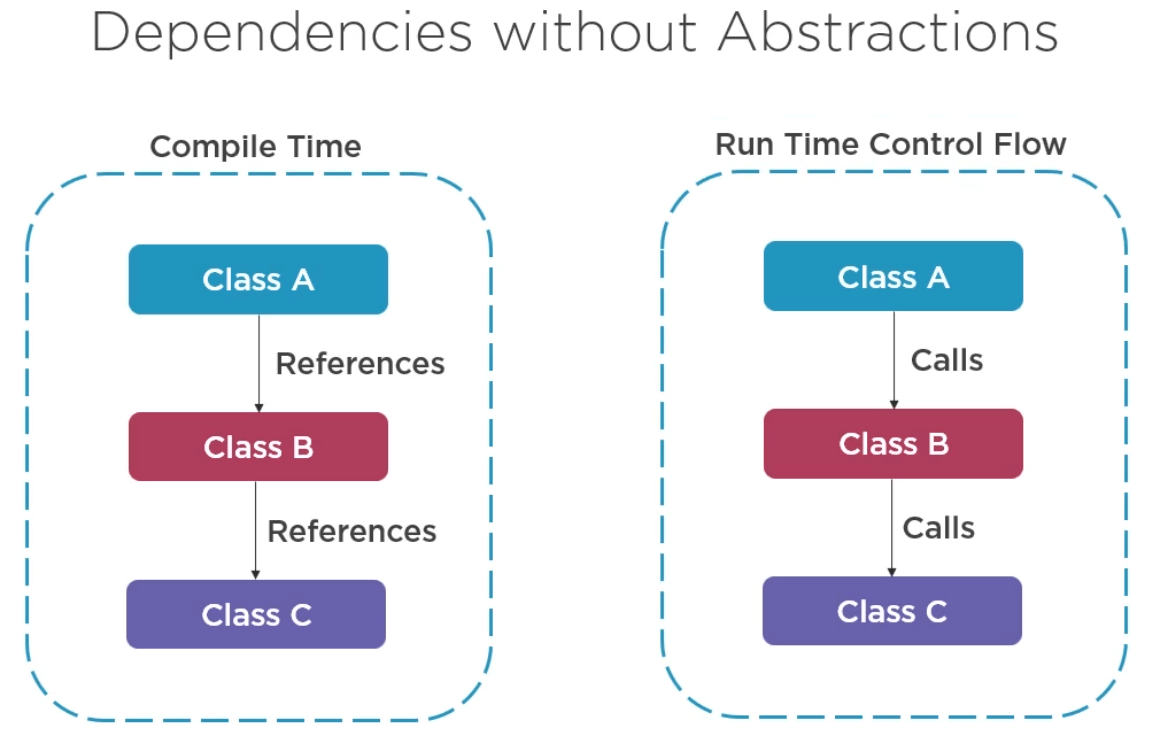 Dependencies without Abstractions
Compile Time
Class A
References
Class B
References
Class C
Run Time Control Flow
Class A
Calls
Class B
Calls
Class C